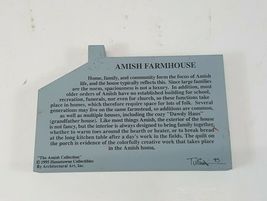 AMISH FARMHOUSE
Home, family, and community form the focus of Amish
life, and the home typically reflects this. Since large families
are the norm, spaciousness is not a luxury. In addition, most
older orders of Amish have no established building for school,
recreation, funerals, nor even for church, so these functions take
place in homes, which therefore require space for lots of folk. Several
generations may live on the same farmstead, so additions are common,
as well as multiple houses, including the cozy "Dawdy Haus"
(grandfather house). Like most things Amish, the exterior of the house
is not fancy, but the interior is always designed to bring family together,
whether to warm toes around the hearth or heater, or to break bread
at the long kitchen table after a day's work in the fields. The quilt on
the porch is evidence of the colorfully creative work that takes place
in the Amish home.
"The Amish Collection"
© 1995 Hometowne Collectibles
By Architectural Art, Inc
95